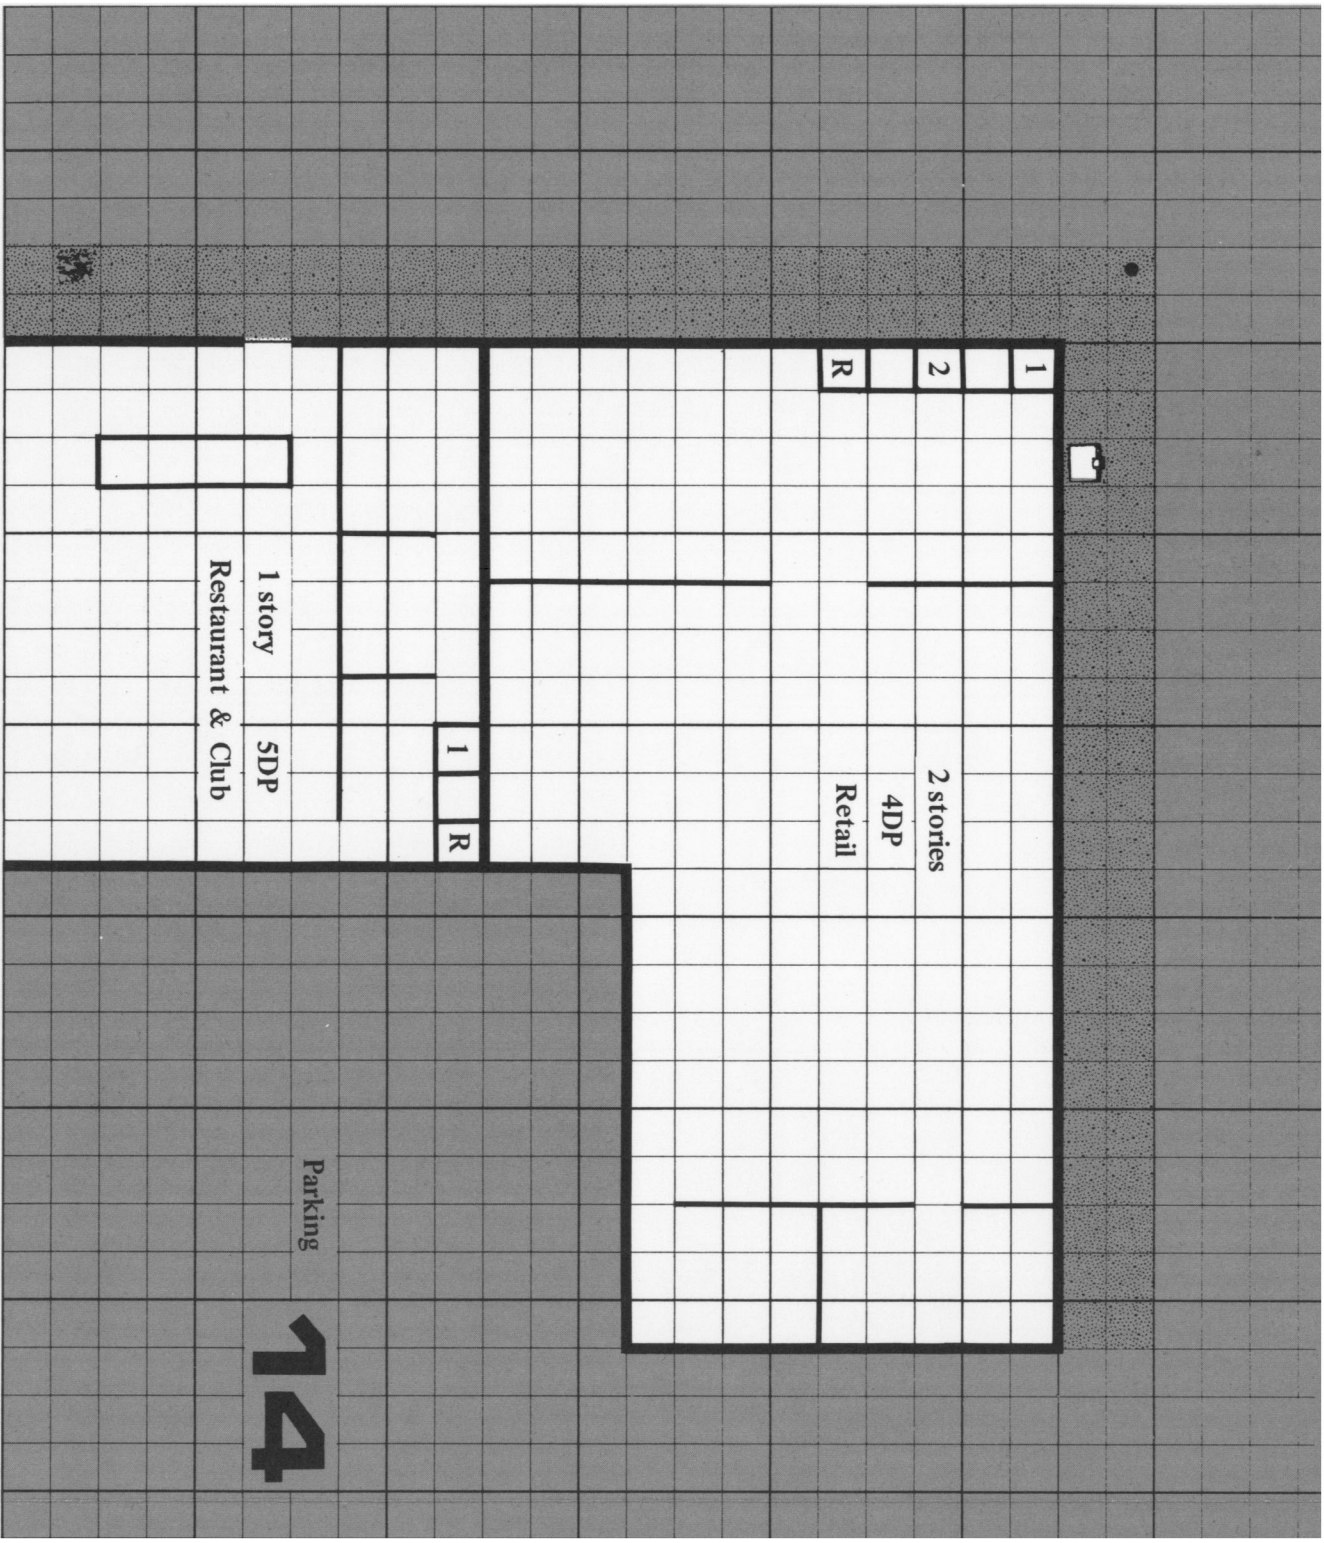 1
2
R
2 stories
4DP
Retail
1
R
1 story 5DP
Restaurant & Club
Parking
14